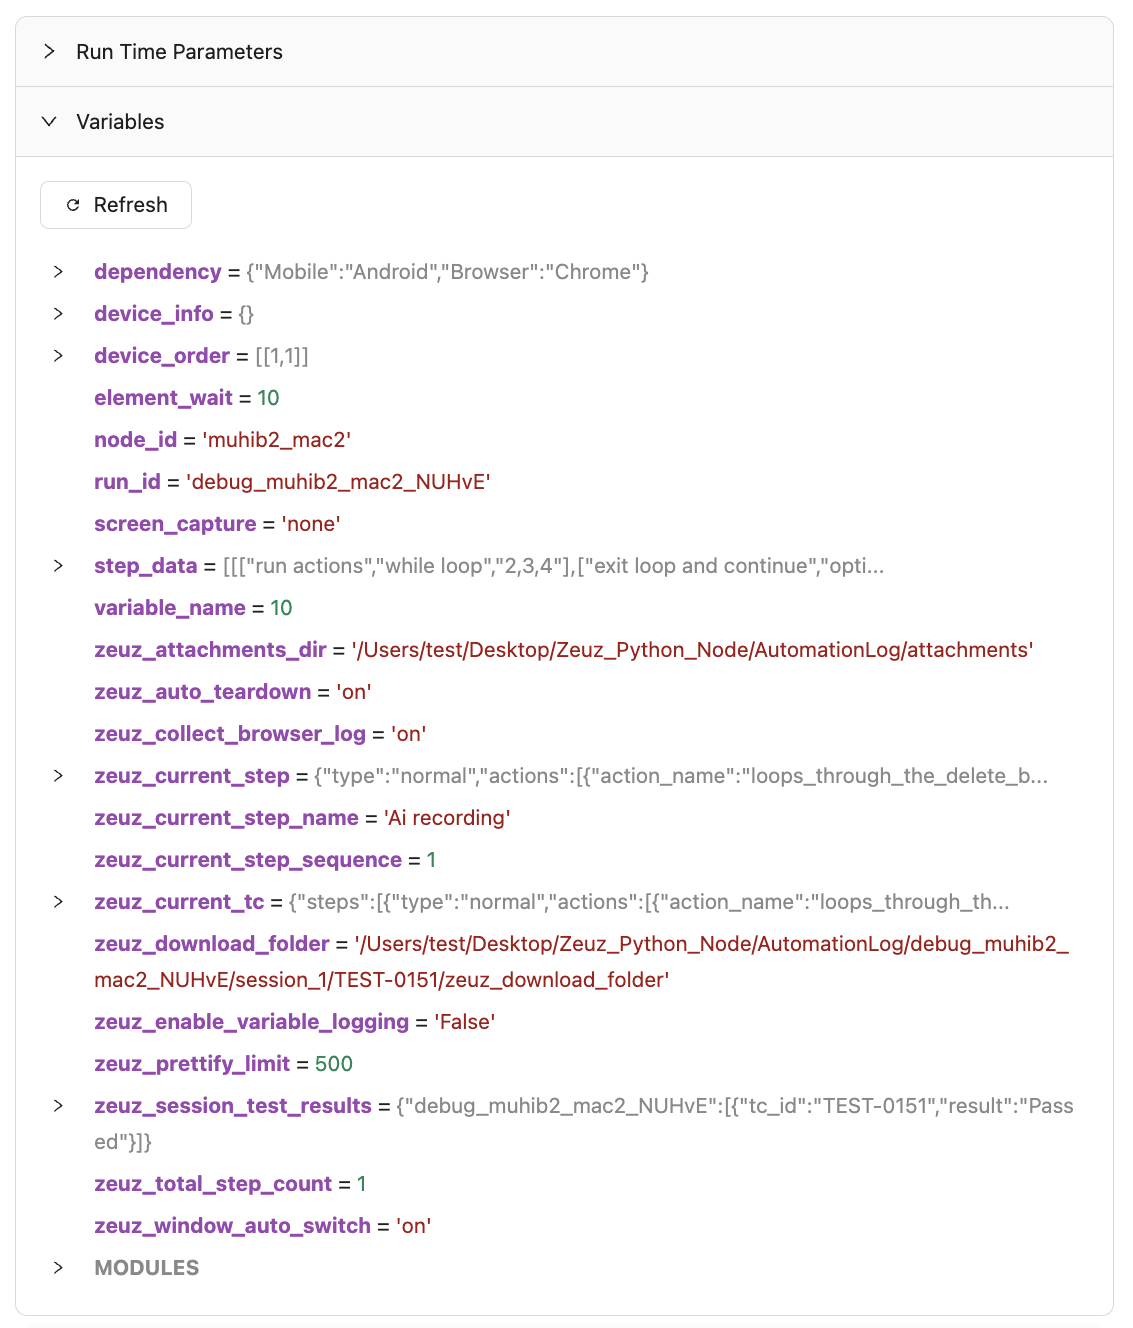 Run Time Parameters
Variables
Refresh
dependency = {"Mobile":"Android","Browser":"Chrome"}
device_info = {}
device_order = [[1,1]]
element_wait = 10
node_id = 'muhib2_mac2'
run_id = 'debug_muhib2_mac2_NUHvE'
screen_capture = 'none'
step_data = [[["run actions","while loop","2,3,4"],["exit loop and continue","opti...
variable_name = 10
zeuz_attachments_dir = '/Users/test/Desktop/Zeuz_Python_Node/AutomationLog/attachments'
zeuz_auto_teardown = 'on'
zeuz_collect_browser_log = 'on'
zeuz_current_step = {"type":"normal","actions":[{"action_name":"loops_through_the_delete_b...
zeuz_current_step_name = 'Ai recording'
zeuz_current_step_sequence = 1
zeuz_current_tc = {"steps":[{"type":"normal","actions":[{"action_name":"loops_through_th...
zeuz_download_folder = '/Users/test/Desktop/Zeuz_Python_Node/AutomationLog/debug_muhib2_
mac2_NUHvE/session_1/TEST-0151/zeuz_download_folder'
zeuz_enable_variable_logging = 'False'
zeuz_prettify_limit = 500
zeuz_session_test_results = {"debug_muhib2_mac2_NUHvE":[{"tc_id":"TEST-0151","result":"Pass
ed"}]}
zeuz_total_step_count = 1
zeuz_window_auto_switch = 'on'
MODULES